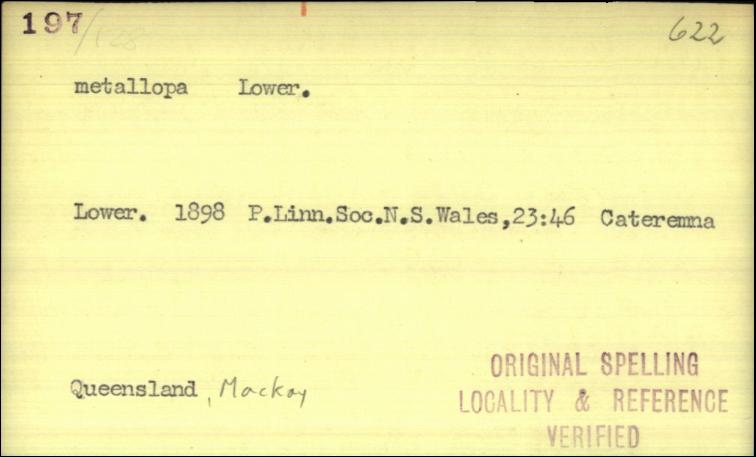 197/128 622
metallopa Lower.
Lower. 1898 P.Linn.Soc.N.S.Wales,23:46 Cateremna
Queensland, Mackay
ORIGINAL SPELLING
LOCALITY & REFERENCE
VERIFIED